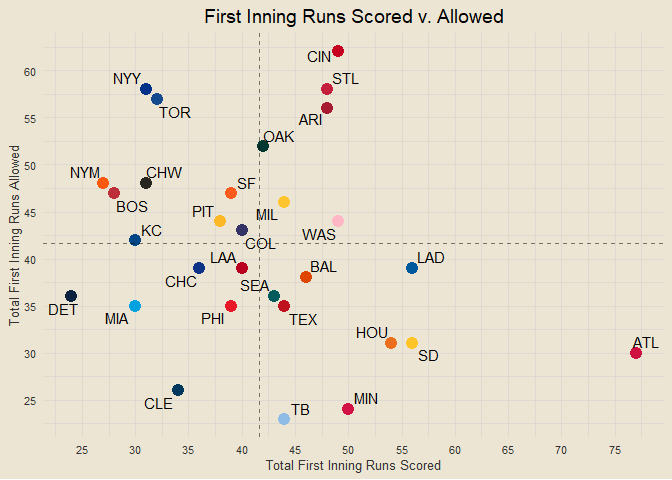 First Inning Runs Scored v. Allowed
Total First Inning Runs Allowed
60
55
50
45
40
35
30
25
CIN
NYY
STL
TOR
ARI
OAK
NYM
CHW
SF
BOS
PIT
MIL
KC
WAS
COL
LAA
BAL
LAD
CHC
SEA
DET
MIA
PHI
TEX
HOU
SD
ATL
CLE
TB
MIN
25
30
35
40
45
50
55
60
65
70
75
Total First Inning Runs Scored